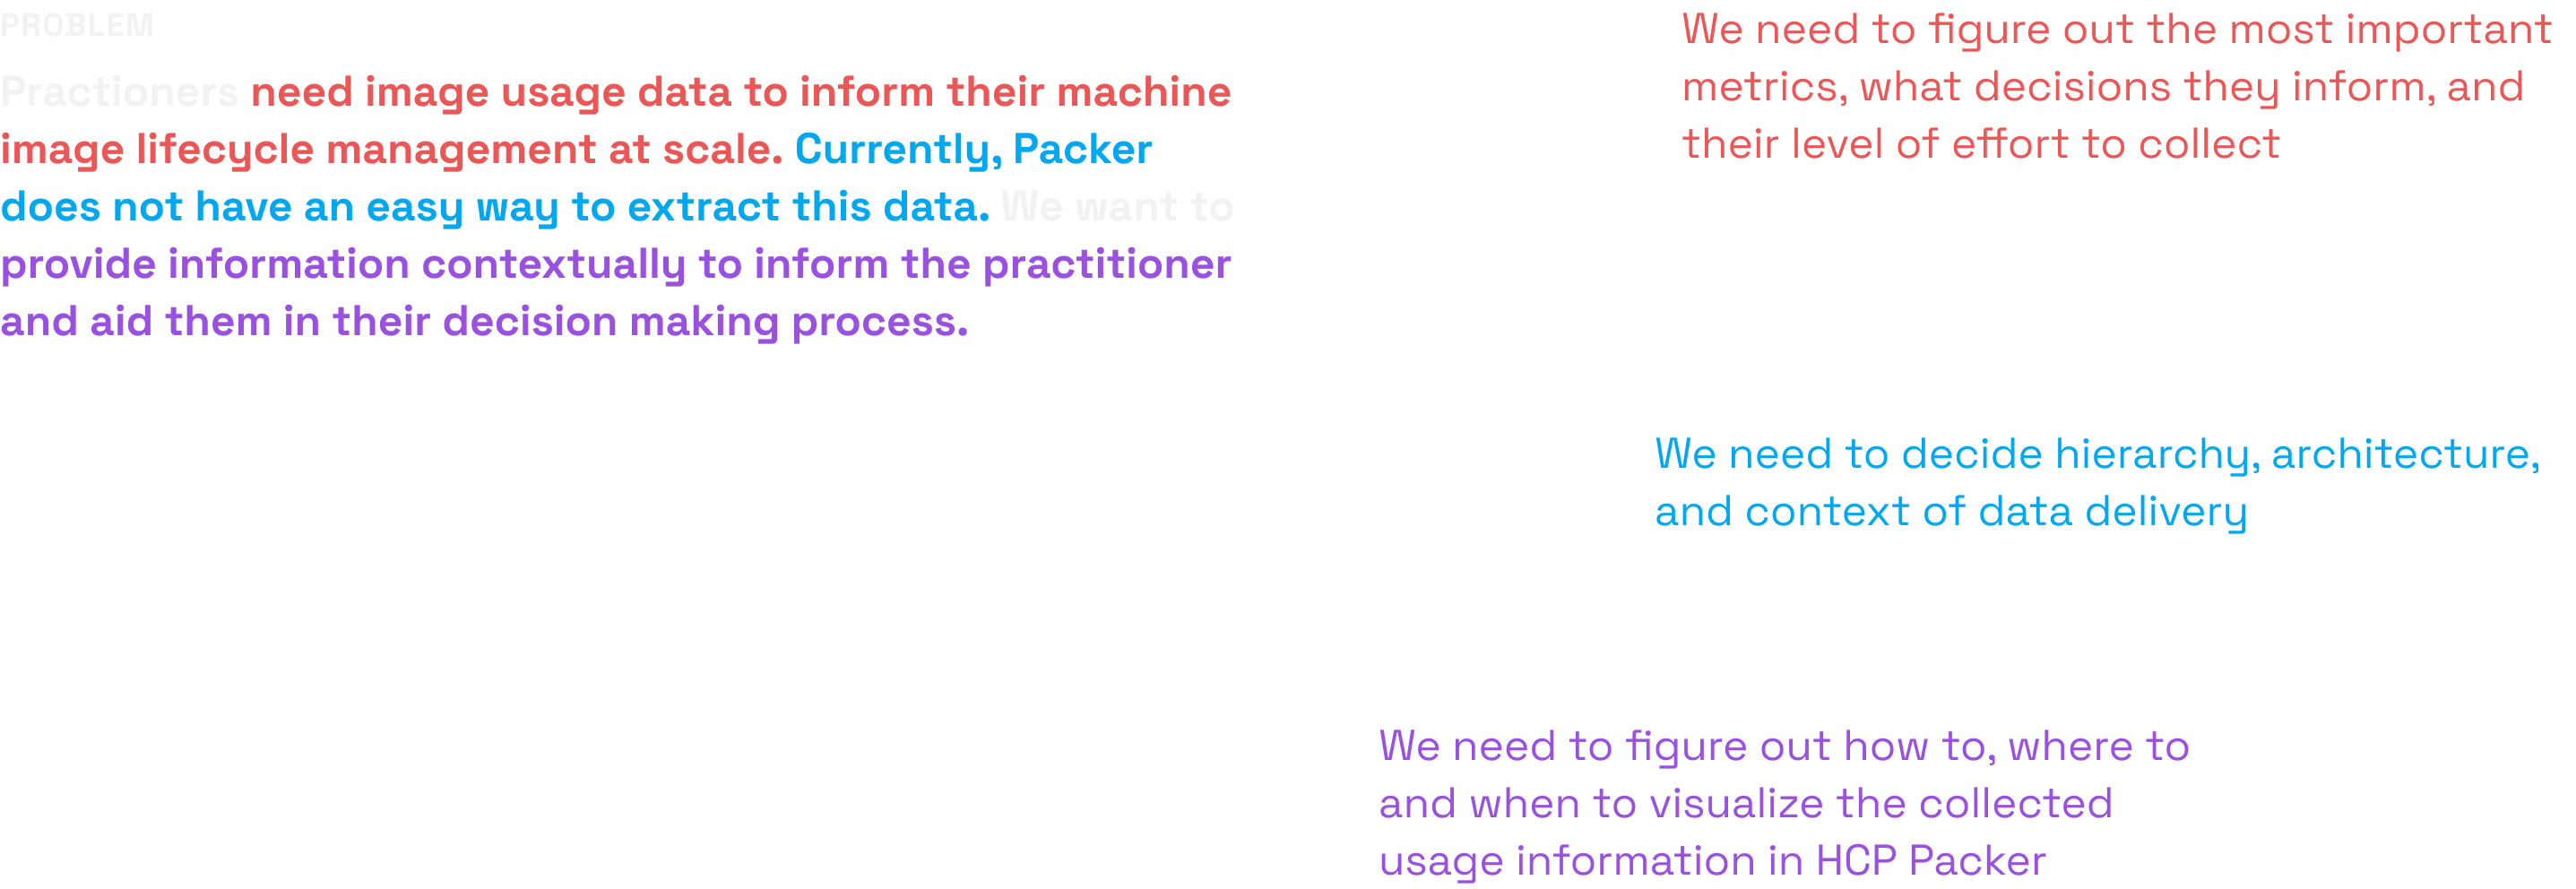 PROBLEM
Practioners need image usage data to inform their machine
image lifecycle management at scale. Currently, Packer
does not have an easy way to extract this data. We want to
provide information contextually to inform the practitioner
and aid them in their decision making process.
We need to figure out the most important
metrics, what decisions they inform, and
their level of effort to collect
We need to decide hierarchy, architecture,
and context of data delivery
We need to figure out how to, where to
and when to visualize the collected
usage information in HCP Packer